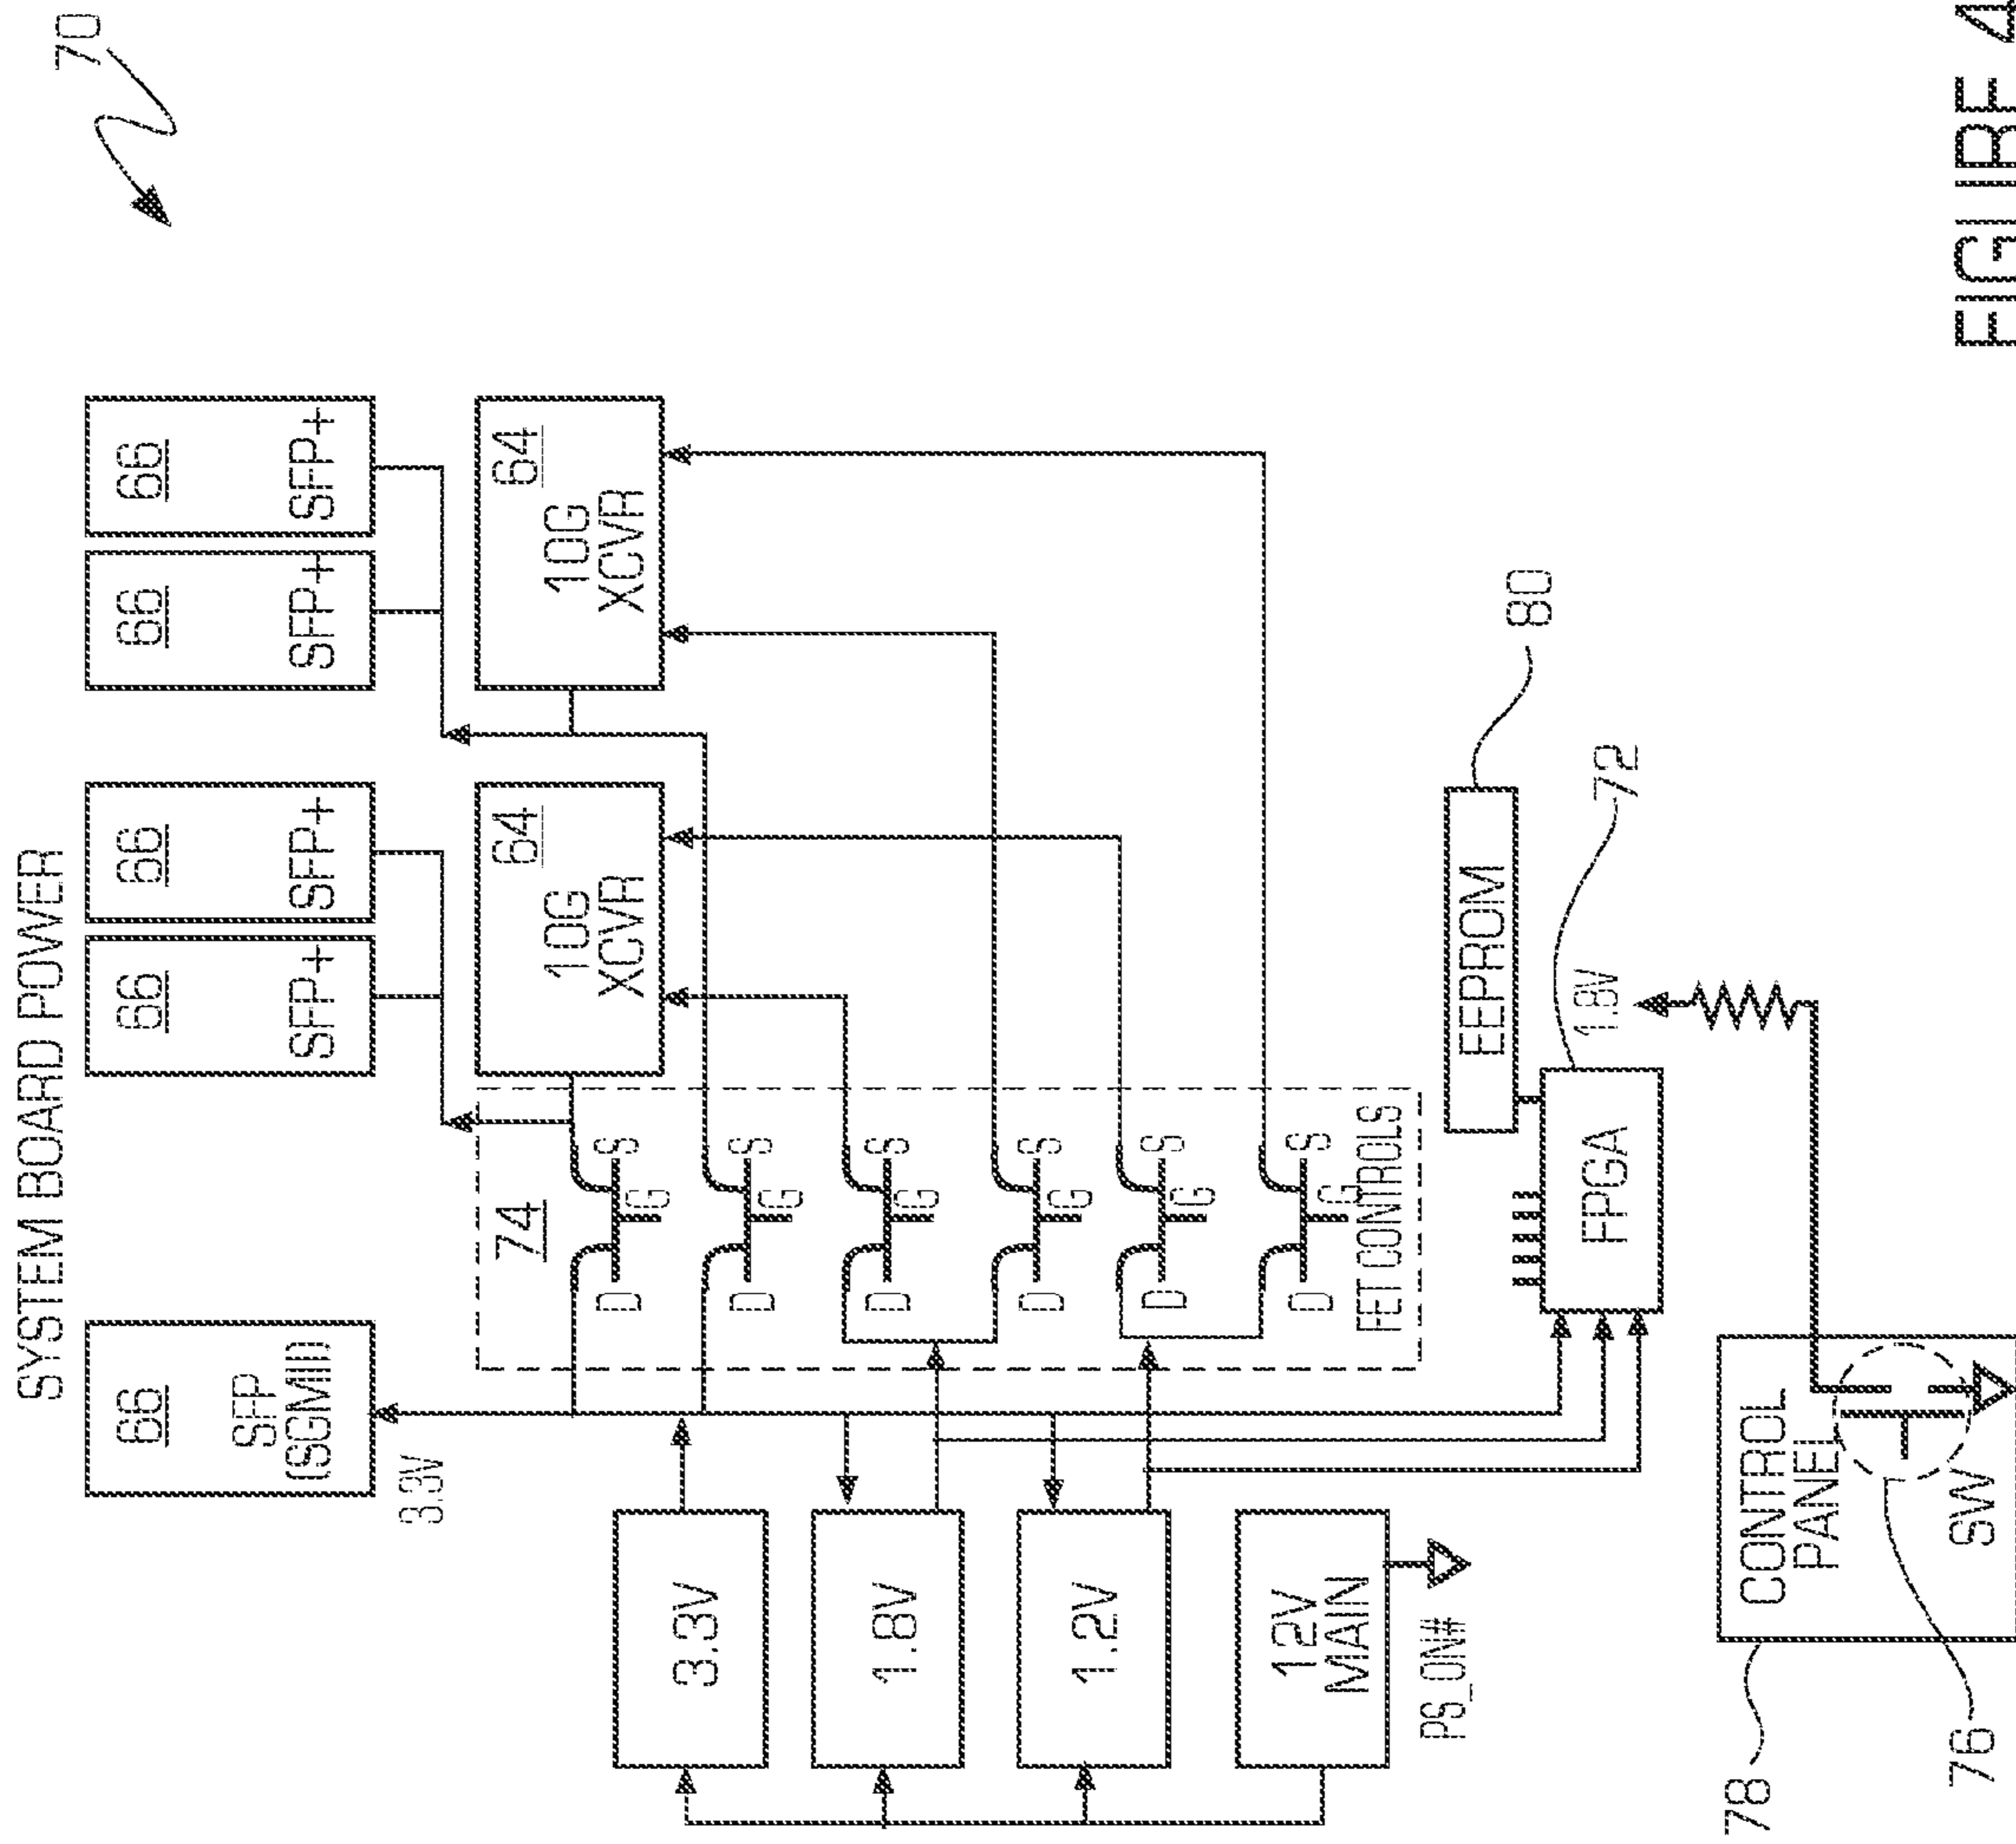 SYSTEM BOARD POWER
70
66
SFP
(SGMII)
66
SFP+
66
SFP+
66
SFP+
66
SFP+
3.3V
74
64
10G
XCVR
64
10G
XCVR
D
G
S
D
G
S
D
G
S
D
G
S
D
G
S
D
G
S
FET CONTROLS
3.3V
1.8V
1.2V
12V
MAIN
PS_ON#
EEPROM
80
FPGA
72
1.8V
CONTROL
PANEL
SW
78
76
FIGURE 4